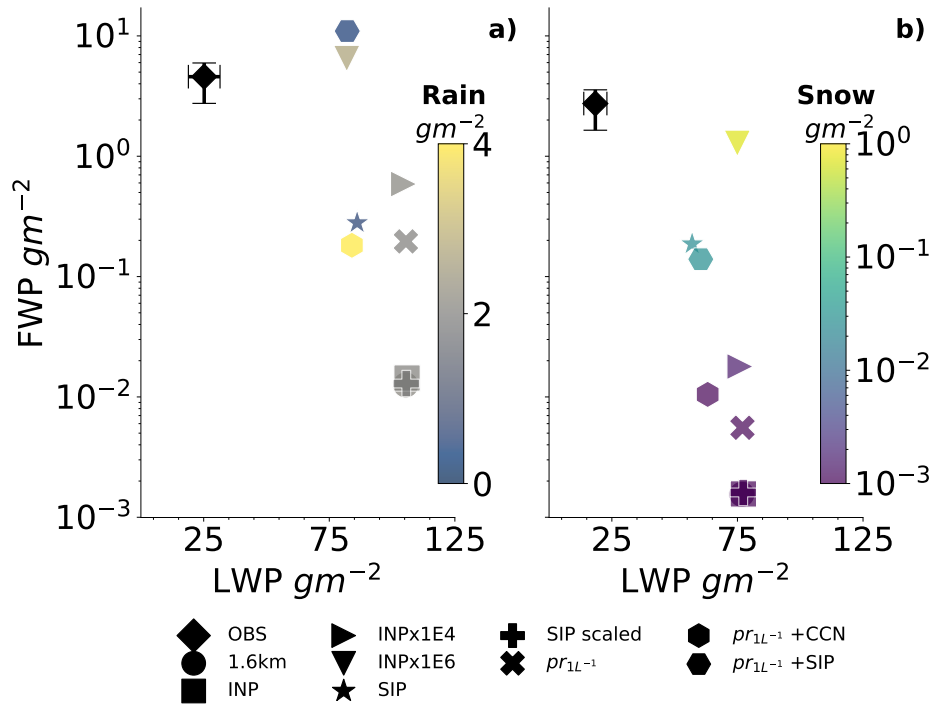 a)
b)
FWP gm⁻²
10¹
10⁰
10⁻¹
10⁻²
10⁻³
Rain
gm⁻²
4
2
0
Snow
gm⁻²
10⁰
10⁻¹
10⁻²
10⁻³
25 75 125
25 75 125
LWP gm⁻²
LWP gm⁻²
OBS INPx1E4 SIP scaled pr₁L⁻¹ +CCN
1.6km INPx1E6 pr₁L⁻¹ pr₁L⁻¹ +SIP
INP SIP